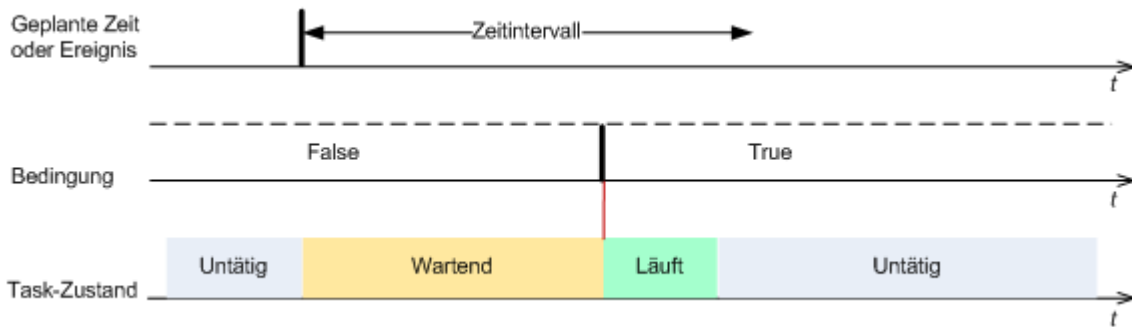 Geplante Zeit
oder Ereignis
Zeitintervall
t
False
True
Bedingung
t
Untätig
Wartend
Läuft
Untätig
Task-Zustand
t